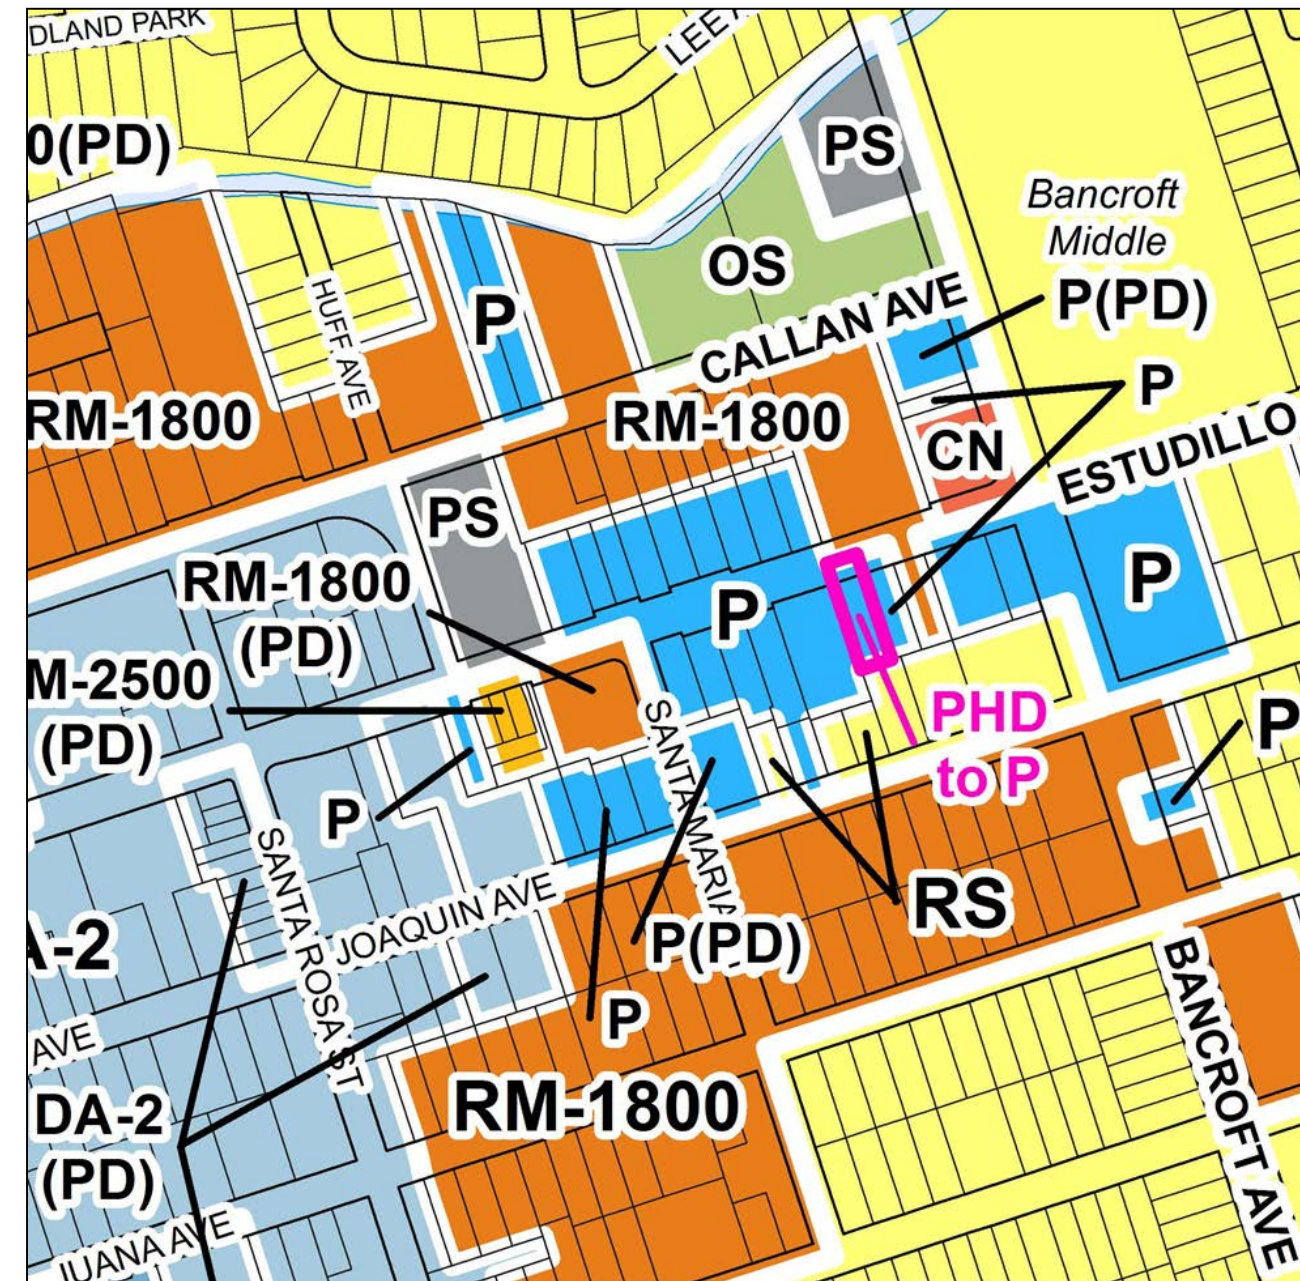 DLAND PARK
LEE
PS
0(PD)
Bancroft
Middle
OS
P(PD)
HUFF AVE
P
CALLAN AVE
P
RM-1800
RM-1800
CN
ESTUDILLO
PS
RM-1800
(PD)
P
P
M-2500
(PD)
SANTA MARIA
PHD
to P
P
P
SANTA ROSA ST
JOAQUIN AVE
RS
A-2
P(PD)
BANCROFT AVE
P
AVE
DA-2
(PD)
RM-1800
JUANA AVE